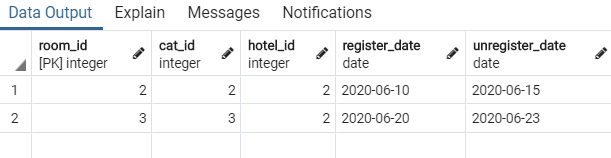 Data Output Explain Messages Notifications
room_id cat_id hotel_id register_date unregister_date
[PK] integer integer integer date date
1 2 2 2 2020-06-10 2020-06-15
2 3 3 2 2020-06-20 2020-06-23